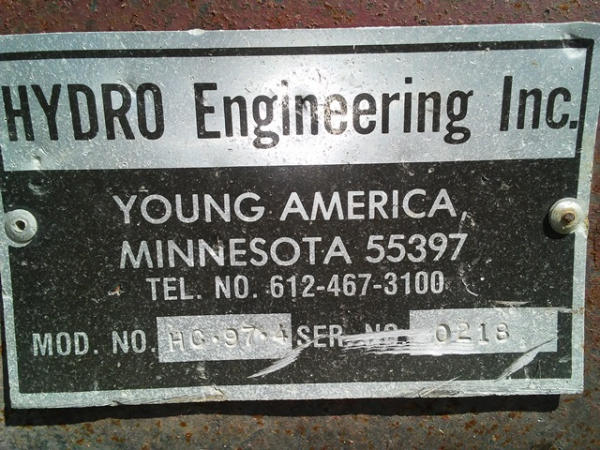 HYDRO Engineering Inc.
YOUNG AMERICA,
MINNESOTA 55397
TEL. NO. 612-467-3100
MOD. NO. HC·97·4 SER. NO. 0218